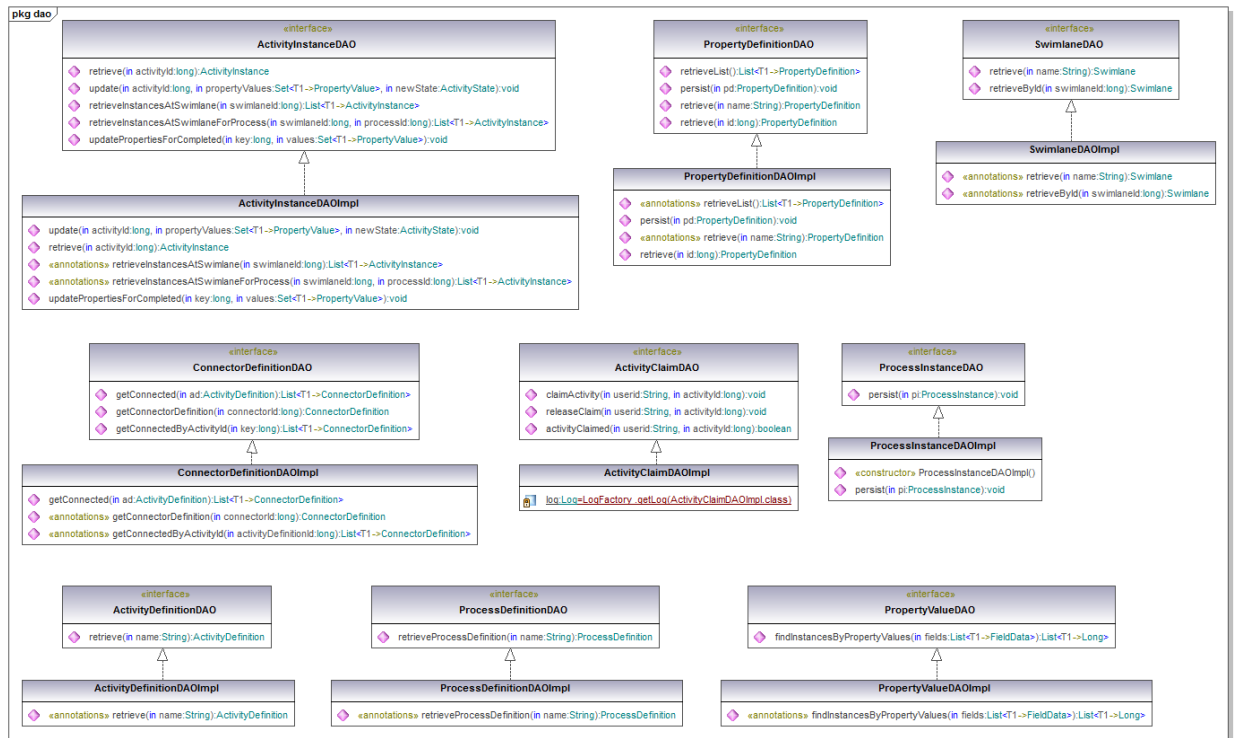 pkg dao
«interface»
ActivityInstanceDAO
retrieve(in activityId:long):ActivityInstance
update(in activityId:long, in propertyValues:Set<T1->PropertyValue>, in newState:ActivityState):void
retrieveInstancesAtSwimlane(in swimlaneId:long):List<T1->ActivityInstance>
retrieveInstancesAtSwimlaneForProcess(in swimlaneId:long, in processId:long):List<T1->ActivityInstance>
updatePropertiesForCompleted(in key:long, in values:Set<T1->PropertyValue>):void
«interface»
PropertyDefinitionDAO
retrieveList():List<T1->PropertyDefinition>
persist(in pd:PropertyDefinition):void
retrieve(in name:String):PropertyDefinition
retrieve(in id:long):PropertyDefinition
«interface»
SwimlaneDAO
retrieve(in name:String):Swimlane
retrieveById(in swimlaneId:long):Swimlane
ActivityInstanceDAOImpl
update(in activityId:long, in propertyValues:Set<T1->PropertyValue>, in newState:ActivityState):void
retrieve(in activityId:long):ActivityInstance
«annotations» retrieveInstancesAtSwimlane(in swimlaneId:long):List<T1->ActivityInstance>
«annotations» retrieveInstancesAtSwimlaneForProcess(in swimlaneId:long, in processId:long):List<T1->ActivityInstance>
updatePropertiesForCompleted(in key:long, in values:Set<T1->PropertyValue>):void
PropertyDefinitionDAOImpl
«annotations» retrieveList():List<T1->PropertyDefinition>
persist(in pd:PropertyDefinition):void
«annotations» retrieve(in name:String):PropertyDefinition
retrieve(in id:long):PropertyDefinition
SwimlaneDAOImpl
«annotations» retrieve(in name:String):Swimlane
«annotations» retrieveById(in swimlaneId:long):Swimlane
«interface»
ConnectorDefinitionDAO
getConnected(in ad:ActivityDefinition):List<T1->ConnectorDefinition>
getConnectorDefinition(in connectorId:long):ConnectorDefinition
getConnectedByActivityId(in key:long):List<T1->ConnectorDefinition>
«interface»
ActivityClaimDAO
claimActivity(in userid:String, in activityId:long):void
releaseClaim(in userid:String, in activityId:long):void
activityClaimed(in userid:String, in activityId:long):boolean
«interface»
ProcessInstanceDAO
persist(in pi:ProcessInstance):void
ConnectorDefinitionDAOImpl
getConnected(in ad:ActivityDefinition):List<T1->ConnectorDefinition>
«annotations» getConnectorDefinition(in connectorId:long):ConnectorDefinition
«annotations» getConnectedByActivityId(in activityDefinitionId:long):List<T1->ConnectorDefinition>
ActivityClaimDAOImpl
log:Log=LogFactory .getLog(ActivityClaimDAOImpl.class)
ProcessInstanceDAOImpl
«constructor» ProcessInstanceDAOImpl()
persist(in pi:ProcessInstance):void
«interface»
ActivityDefinitionDAO
retrieve(in name:String):ActivityDefinition
«interface»
ProcessDefinitionDAO
retrieveProcessDefinition(in name:String):ProcessDefinition
«interface»
PropertyValueDAO
findInstancesByPropertyValues(in fields:List<T1->FieldData>):List<T1->Long>
ActivityDefinitionDAOImpl
«annotations» retrieve(in name:String):ActivityDefinition
ProcessDefinitionDAOImpl
«annotations» retrieveProcessDefinition(in name:String):ProcessDefinition
PropertyValueDAOImpl
«annotations» findInstancesByPropertyValues(in fields:List<T1->FieldData>):List<T1->Long>